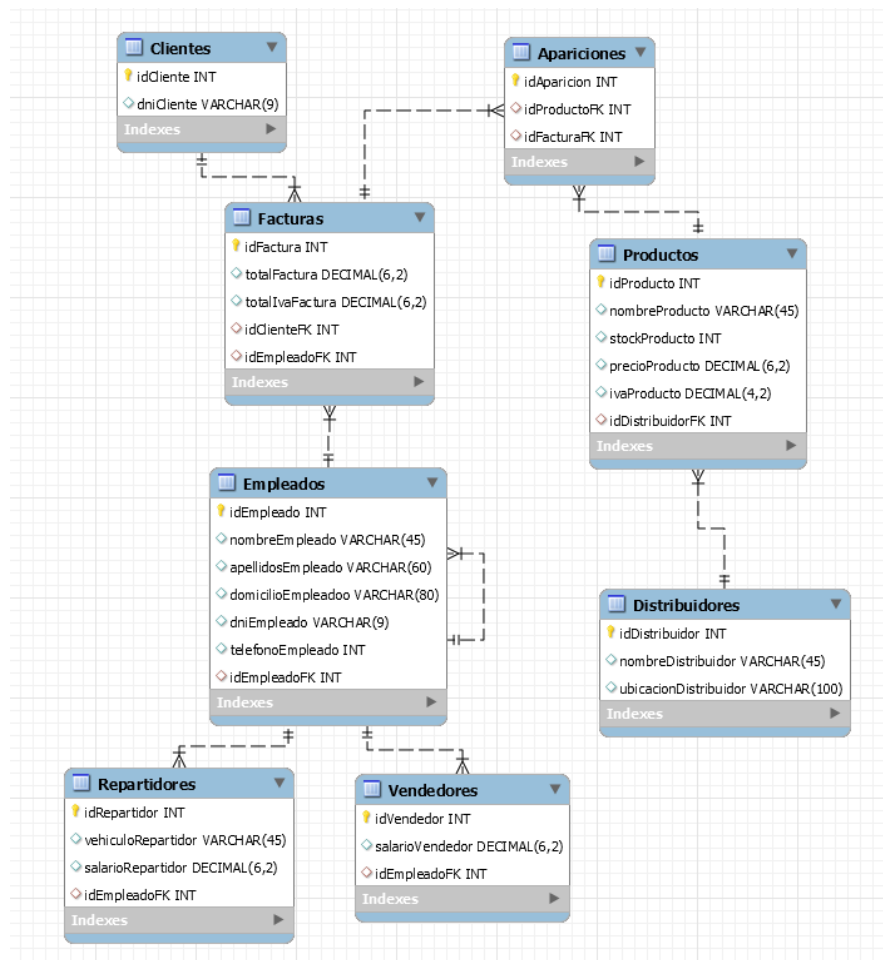 Clientes
idCliente INT
dniCliente VARCHAR(9)
Indexes
Apariciones
idAparicion INT
idProductoFK INT
idFacturaFK INT
Indexes
Facturas
idFactura INT
totalFactura DECIMAL(6,2)
totalIvaFactura DECIMAL(6,2)
idClienteFK INT
idEmpleadoFK INT
Indexes
Productos
idProducto INT
nombreProducto VARCHAR(45)
stockProducto INT
precioProducto DECIMAL(6,2)
ivaProducto DECIMAL(4,2)
idDistribuidorFK INT
Indexes
Empleados
idEmpleado INT
nombreEmpleado VARCHAR(45)
apellidosEmpleado VARCHAR(60)
domicilioEmpleadoo VARCHAR(80)
dniEmpleado VARCHAR(9)
telefonoEmpleado INT
idEmpleadoFK INT
Indexes
Distribuidores
idDistribuidor INT
nombreDistribuidor VARCHAR(45)
ubicacionDistribuidor VARCHAR(100)
Indexes
Repartidores
idRepartidor INT
vehiculoRepartidor VARCHAR(45)
salarioRepartidor DECIMAL(6,2)
idEmpleadoFK INT
Indexes
Vendedores
idVendedor INT
salarioVendedor DECIMAL(6,2)
idEmpleadoFK INT
Indexes